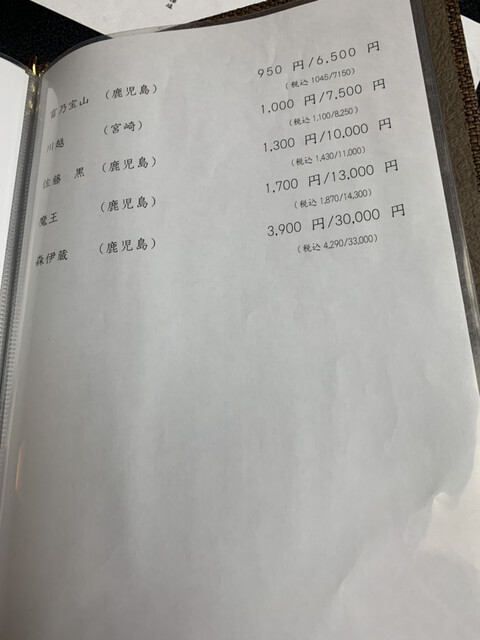 富乃宝山 (鹿児島) 950 円/6.500 円
(税込 1045/7150)
川越 (宮崎) 1.000 円/7,500 円
(税込 1,100/8,250)
佐藤 黒 (鹿児島) 1.300 円/10,000 円
(税込 1,430/11,000)
魔王 (鹿児島) 1,700 円/13,000 円
(税込 1,870/14,300)
森伊蔵 (鹿児島) 3,900 円/30,000 円
(税込 4,290/33,000)